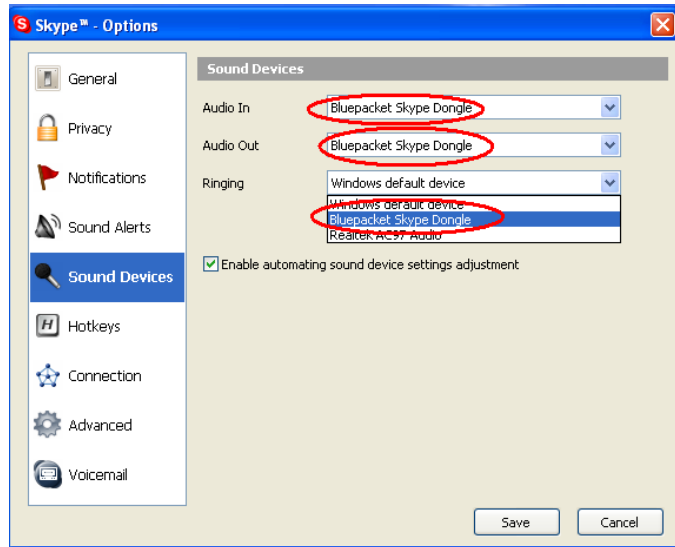 Skype™ - Options
General
Privacy
Notifications
Sound Alerts
Sound Devices
Hotkeys
Connection
Advanced
Voicemail
Sound Devices
Audio In Bluepacket Skype Dongle
Audio Out Bluepacket Skype Dongle
Ringing Windows default device
Windows default device
Bluepacket Skype Dongle
Realtek AC97 Audio
Enable automating sound device settings adjustment
Save Cancel